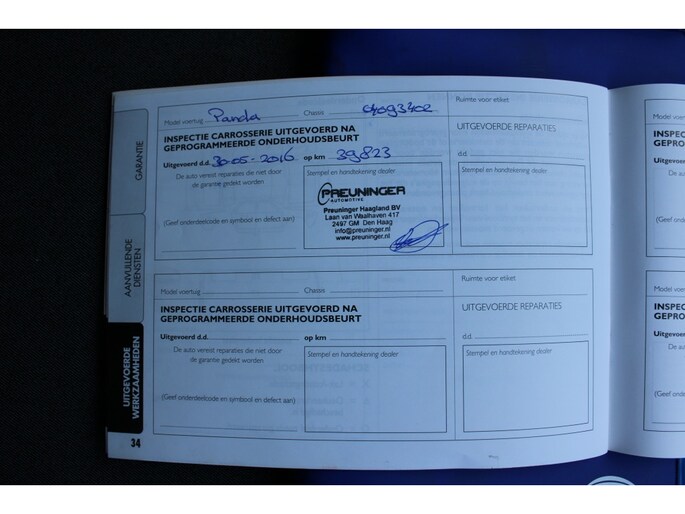 GARANTIE
AANVULLENDE
DIENSTEN
UITGEVOERDE
WERKZAAMHEDEN
34
Model voertuig Panda Chassis 04093402
INSPECTIE CARROSSERIE UITGEVOERD NA
GEPROGRAMMEERDE ONDERHOUDSBEURT
Uitgevoerd d.d. 30-05-2016 op km 39823
De auto vereist reparaties die niet door
de garantie gedekt worden
(Geef onderdeelcode en symbool en defect aan)
Stempel en handtekening dealer
PREUNINGER
AUTOMOTIVE
Preuninger Haagland BV
Laan van Waalhaven 417
2497 GM Den Haag
info@preuninger.nl
www.preuninger.nl
Ruimte voor etiket
UITGEVOERDE REPARATIES
d.d.
Stempel en handtekening dealer
Model voertuig Chassis
INSPECTIE CARROSSERIE UITGEVOERD NA
GEPROGRAMMEERDE ONDERHOUDSBEURT
Uitgevoerd d.d. op km
De auto vereist reparaties die niet door
de garantie gedekt worden
(Geef onderdeelcode en symbool en defect aan)
Stempel en handtekening dealer
Ruimte voor etiket
UITGEVOERDE REPARATIES
d.d.
Stempel en handtekening dealer